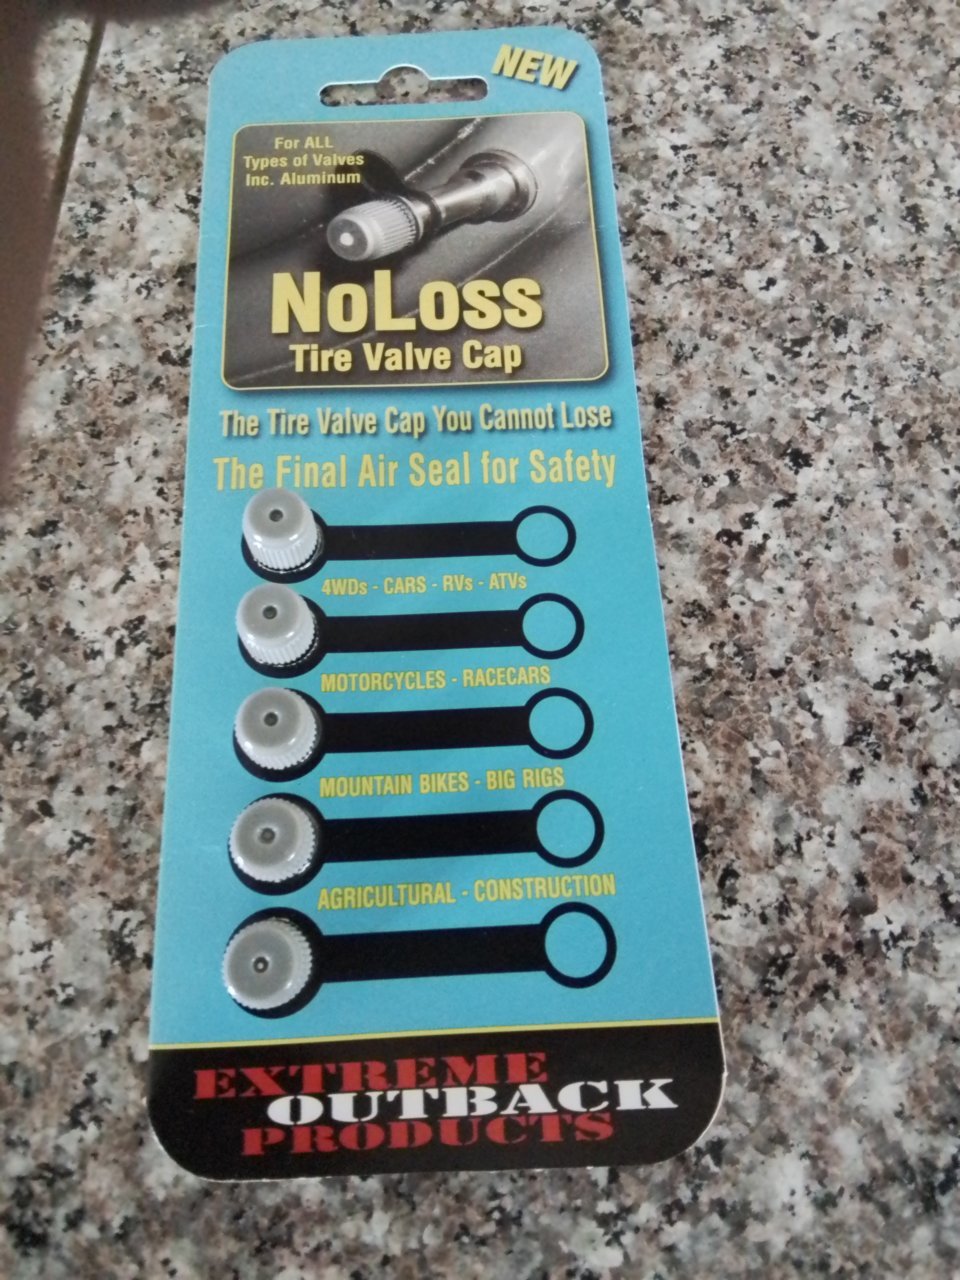 NEW
For ALL
Types of Valves
Inc. Aluminum
NoLoss
Tire Valve Cap
The Tire Valve Cap You Cannot Lose
The Final Air Seal for Safety
4WDs - CARS - RVs - ATVs
MOTORCYCLES - RACECARS
MOUNTAIN BIKES - BIG RIGS
AGRICULTURAL - CONSTRUCTION
EXTREME
OUTBACK
PRODUCTS